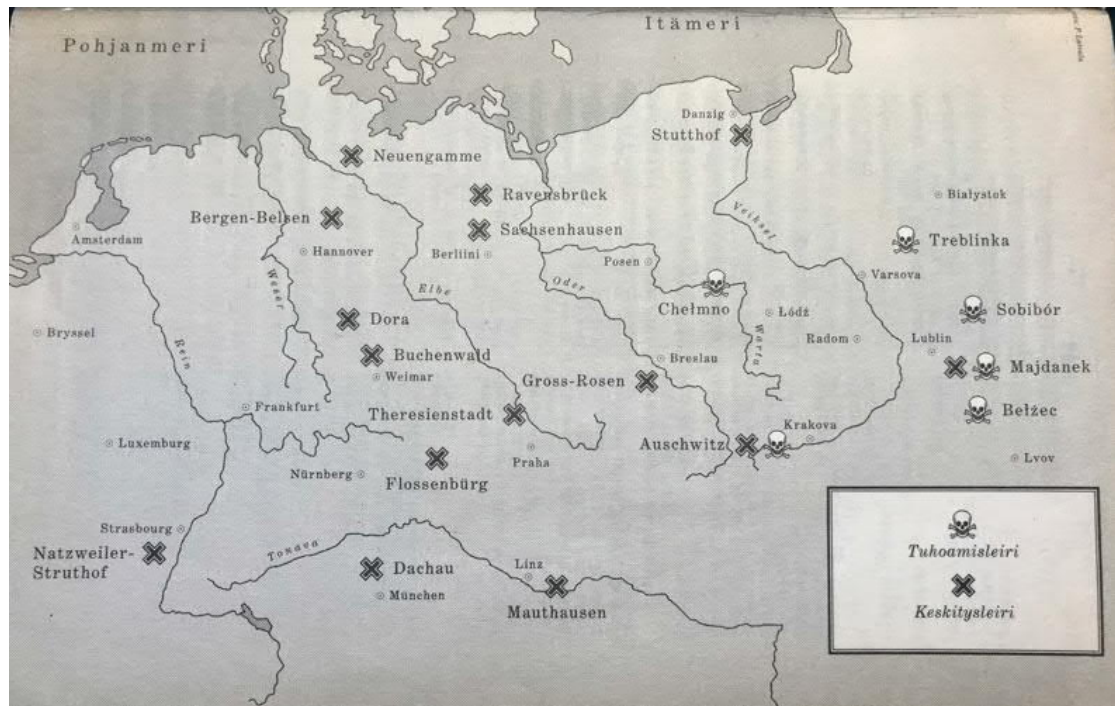 Pohjanmeri
Itämeri
Danzig
Stutthof
Neuengamme
Ravensbrück
Białystok
Bergen-Belsen
Sachsenhausen
Veiksel
Treblinka
Amsterdam
Hannover
Berliini
Posen
Varsova
Weser
Elbe
Oder
Chełmno
Sobibór
Dora
Łódź
Bryssel
Rein
Warta
Radom
Lublin
Buchenwald
Breslau
Majdanek
Weimar
Gross-Rosen
Frankfurt
Theresienstadt
Bełżec
Krakova
Luxemburg
Auschwitz
Praha
Lvov
Nürnberg
Flossenbürg
Strasbourg
Natzweiler-
Struthof
Tonava
Dachau
Linz
München
Mauthausen
Tuhoamisleiri
Keskitysleiri